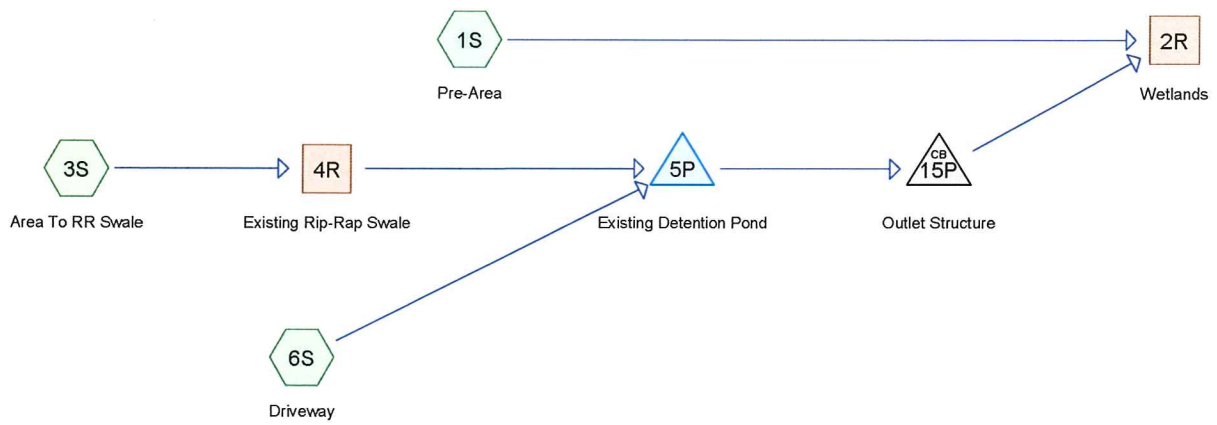 1S
Pre-Area
2R
Wetlands
3S
Area To RR Swale
4R
Existing Rip-Rap Swale
5P
Existing Detention Pond
CB
15P
Outlet Structure
6S
Driveway